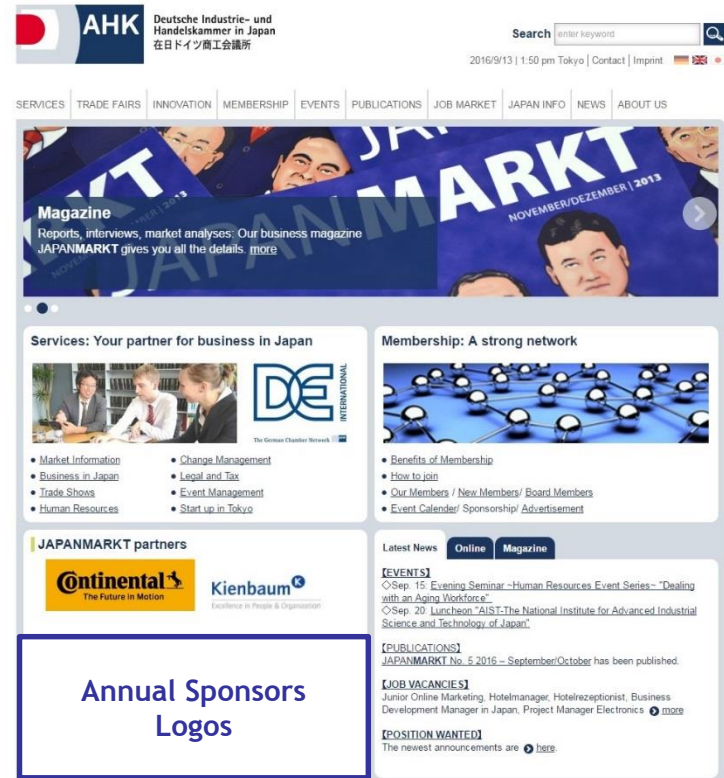 AHK
Deutsche Industrie- und
Handelskammer in Japan
在日ドイツ商工会議所
Search enter keyword
2016/9/13 | 1:50 pm Tokyo | Contact | Imprint
SERVICES TRADE FAIRS INNOVATION MEMBERSHIP EVENTS PUBLICATIONS JOB MARKET JAPAN INFO NEWS ABOUT US
JAPANMARKT
NOVEMBER/DEZEMBER | 2013
Magazine
Reports, interviews, market analyses: Our business magazine
JAPANMARKT gives you all the details. more
Services: Your partner for business in Japan
DE INTERNATIONAL
The German Chamber Network
• Market Information
• Business in Japan
• Trade Shows
• Human Resources
• Change Management
• Legal and Tax
• Event Management
• Start up in Tokyo
Membership: A strong network
• Benefits of Membership
• How to join
• Our Members / New Members/ Board Members
• Event Calender/ Sponsorship/ Advertisement
JAPANMARKT partners
Continental
The Future in Motion
Kienbaum
Excellence in People & Organization
Annual Sponsors
Logos
Latest News Online Magazine
【EVENTS】
◇Sep. 15: Evening Seminar ~Human Resources Event Series~ "Dealing
with an Aging Workforce"
◇Sep. 20: Luncheon "AIST-The National Institute for Advanced Industrial
Science and Technology of Japan"
【PUBLICATIONS】
JAPANMARKT No. 5 2016 – September/October has been published.
【JOB VACANCIES】
Junior Online Marketing, Hotelmanager, Hotelrezeptionist, Business
Development Manager in Japan, Project Manager Electronics more
【POSITION WANTED】
The newest announcements are here.